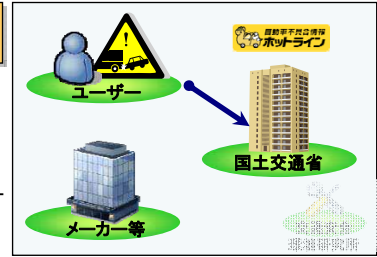 自動車不具合情報
ホットライン
ユーザー
国土交通省
メーカー等